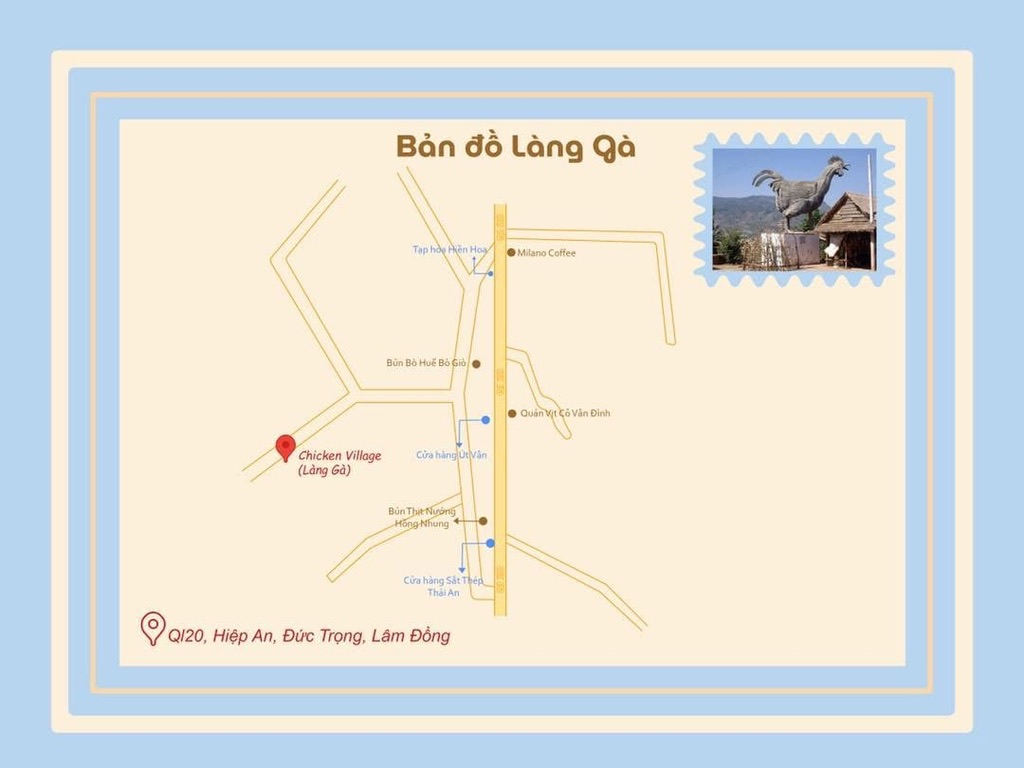 Bản đồ Làng Gà
Tạp hóa Hiền Hoa
Milano Coffee
Bún Bò Huế Bò Giò
Quán Vịt Cỏ Vân Đình
Cửa hàng Út Vân
Chicken Village
(Làng Gà)
Bún Thịt Nướng
Hồng Nhung
Cửa hàng Sắt Thép
Thái An
Ql20, Hiệp An, Đức Trọng, Lâm Đồng